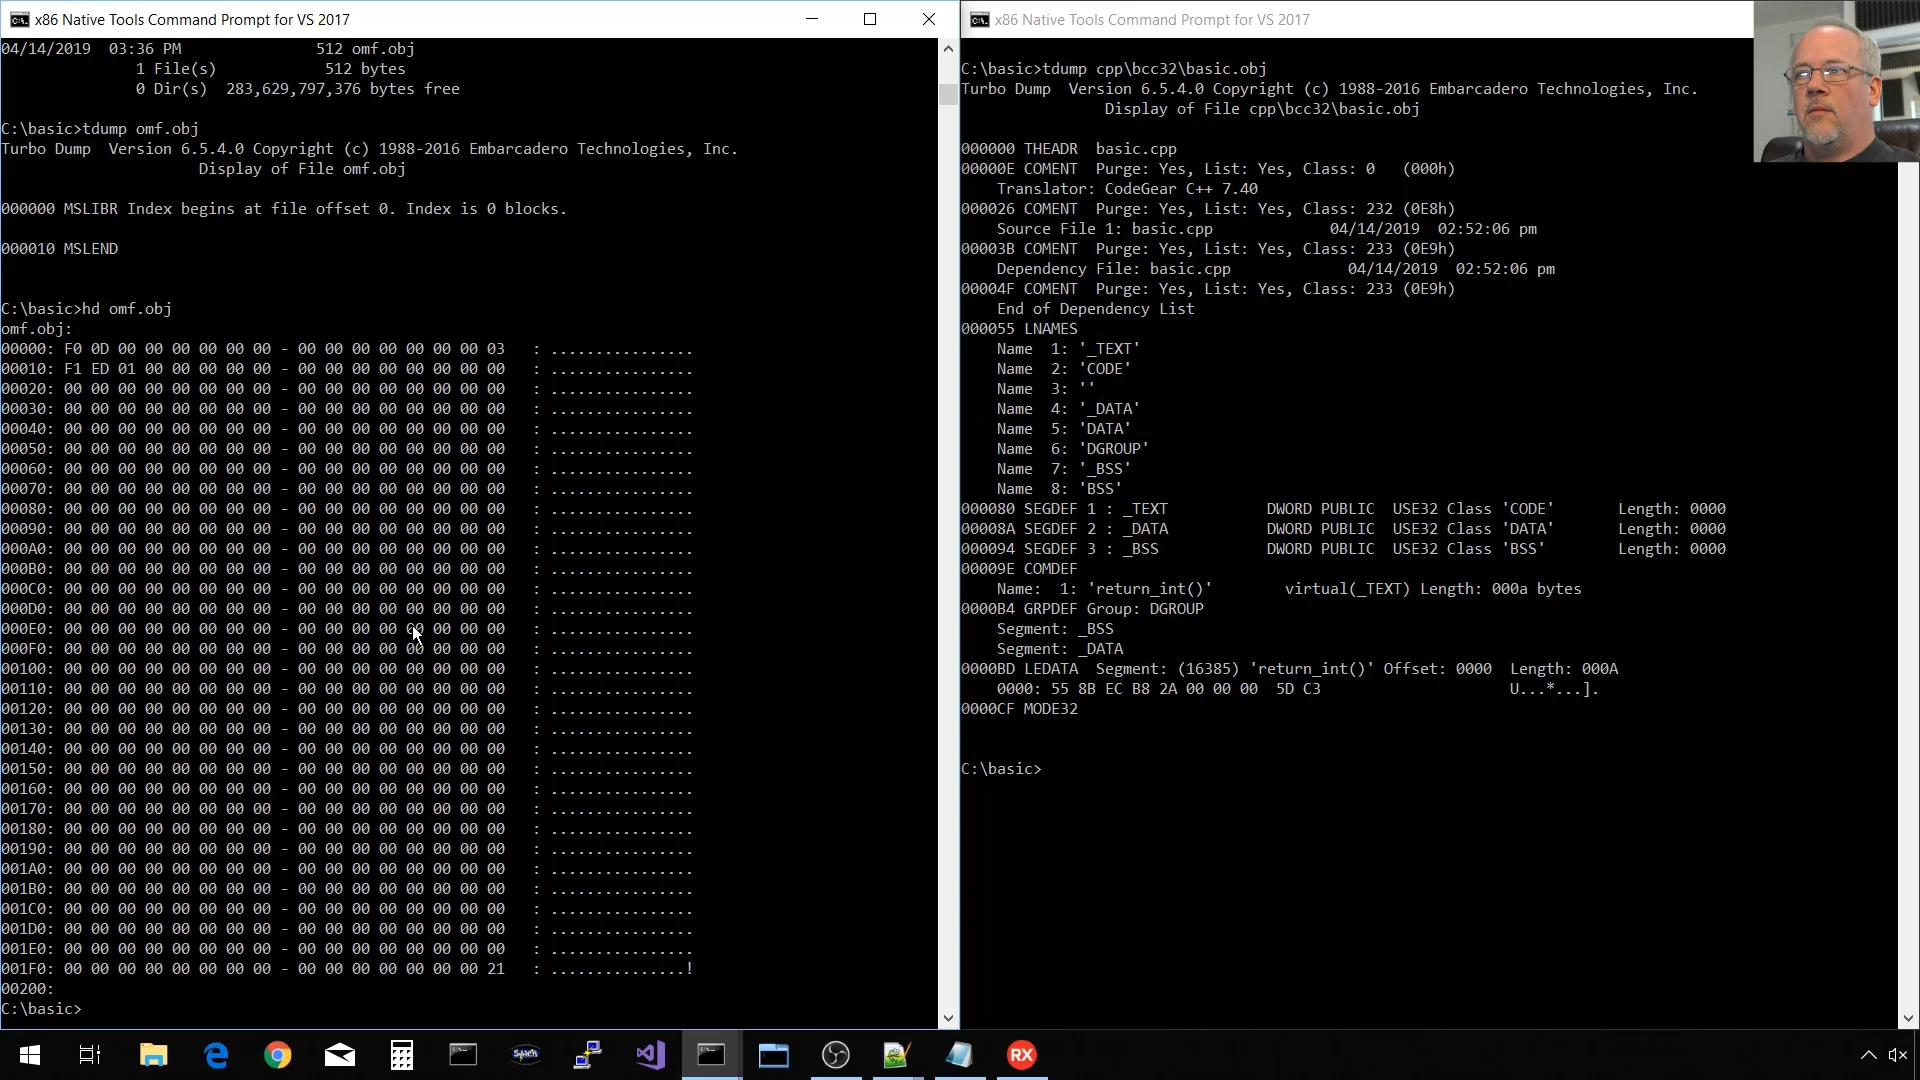 x86 Native Tools Command Prompt for VS 2017
04/14/2019  03:36 PM               512 omf.obj
               1 File(s)            512 bytes
               0 Dir(s)  283,629,797,376 bytes free
C:\basic>tdump omf.obj
Turbo Dump  Version 6.5.4.0 Copyright (c) 1988-2016 Embarcadero Technologies, Inc.
                      Display of File omf.obj
000000 MSLIBR Index begins at file offset 0. Index is 0 blocks.
000010 MSLEND
C:\basic>hd omf.obj
omf.obj:
00000: F0 0D 00 00 00 00 00 00 - 00 00 00 00 00 00 00 03   : ................
00010: F1 ED 01 00 00 00 00 00 - 00 00 00 00 00 00 00 00   : ................
00020: 00 00 00 00 00 00 00 00 - 00 00 00 00 00 00 00 00   : ................
00030: 00 00 00 00 00 00 00 00 - 00 00 00 00 00 00 00 00   : ................
00040: 00 00 00 00 00 00 00 00 - 00 00 00 00 00 00 00 00   : ................
00050: 00 00 00 00 00 00 00 00 - 00 00 00 00 00 00 00 00   : ................
00060: 00 00 00 00 00 00 00 00 - 00 00 00 00 00 00 00 00   : ................
00070: 00 00 00 00 00 00 00 00 - 00 00 00 00 00 00 00 00   : ................
00080: 00 00 00 00 00 00 00 00 - 00 00 00 00 00 00 00 00   : ................
00090: 00 00 00 00 00 00 00 00 - 00 00 00 00 00 00 00 00   : ................
000A0: 00 00 00 00 00 00 00 00 - 00 00 00 00 00 00 00 00   : ................
000B0: 00 00 00 00 00 00 00 00 - 00 00 00 00 00 00 00 00   : ................
000C0: 00 00 00 00 00 00 00 00 - 00 00 00 00 00 00 00 00   : ................
000D0: 00 00 00 00 00 00 00 00 - 00 00 00 00 00 00 00 00   : ................
000E0: 00 00 00 00 00 00 00 00 - 00 00 00 00 00 00 00 00   : ................
000F0: 00 00 00 00 00 00 00 00 - 00 00 00 00 00 00 00 00   : ................
00100: 00 00 00 00 00 00 00 00 - 00 00 00 00 00 00 00 00   : ................
00110: 00 00 00 00 00 00 00 00 - 00 00 00 00 00 00 00 00   : ................
00120: 00 00 00 00 00 00 00 00 - 00 00 00 00 00 00 00 00   : ................
00130: 00 00 00 00 00 00 00 00 - 00 00 00 00 00 00 00 00   : ................
00140: 00 00 00 00 00 00 00 00 - 00 00 00 00 00 00 00 00   : ................
00150: 00 00 00 00 00 00 00 00 - 00 00 00 00 00 00 00 00   : ................
00160: 00 00 00 00 00 00 00 00 - 00 00 00 00 00 00 00 00   : ................
00170: 00 00 00 00 00 00 00 00 - 00 00 00 00 00 00 00 00   : ................
00180: 00 00 00 00 00 00 00 00 - 00 00 00 00 00 00 00 00   : ................
00190: 00 00 00 00 00 00 00 00 - 00 00 00 00 00 00 00 00   : ................
001A0: 00 00 00 00 00 00 00 00 - 00 00 00 00 00 00 00 00   : ................
001B0: 00 00 00 00 00 00 00 00 - 00 00 00 00 00 00 00 00   : ................
001C0: 00 00 00 00 00 00 00 00 - 00 00 00 00 00 00 00 00   : ................
001D0: 00 00 00 00 00 00 00 00 - 00 00 00 00 00 00 00 00   : ................
001E0: 00 00 00 00 00 00 00 00 - 00 00 00 00 00 00 00 00   : ................
001F0: 00 00 00 00 00 00 00 00 - 00 00 00 00 00 00 00 21   : ...............!
00200:
C:\basic>
x86 Native Tools Command Prompt for VS 2017
C:\basic>tdump cpp\bcc32\basic.obj
Turbo Dump  Version 6.5.4.0 Copyright (c) 1988-2016 Embarcadero Technologies, Inc.
                Display of File cpp\bcc32\basic.obj
000000 THEADR  basic.cpp
00000E COMENT  Purge: Yes, List: Yes, Class: 0   (000h)
    Translator: CodeGear C++ 7.40
000026 COMENT  Purge: Yes, List: Yes, Class: 232 (0E8h)
    Source File 1: basic.cpp             04/14/2019  02:52:06 pm
00003B COMENT  Purge: Yes, List: Yes, Class: 233 (0E9h)
    Dependency File: basic.cpp             04/14/2019  02:52:06 pm
00004F COMENT  Purge: Yes, List: Yes, Class: 233 (0E9h)
    End of Dependency List
000055 LNAMES
    Name  1: '_TEXT'
    Name  2: 'CODE'
    Name  3: ''
    Name  4: '_DATA'
    Name  5: 'DATA'
    Name  6: 'DGROUP'
    Name  7: '_BSS'
    Name  8: 'BSS'
000080 SEGDEF 1 : _TEXT           DWORD PUBLIC  USE32 Class 'CODE'       Length: 0000
00008A SEGDEF 2 : _DATA           DWORD PUBLIC  USE32 Class 'DATA'       Length: 0000
000094 SEGDEF 3 : _BSS            DWORD PUBLIC  USE32 Class 'BSS'        Length: 0000
00009E COMDEF
    Name:  1: 'return_int()'        virtual(_TEXT) Length: 000a bytes
0000B4 GRPDEF Group: DGROUP
    Segment: _BSS
    Segment: _DATA
0000BD LEDATA  Segment: (16385) 'return_int()' Offset: 0000  Length: 000A
    0000: 55 8B EC B8 2A 00 00 00  5D C3                     U...*...].
0000CF MODE32
C:\basic>
RX